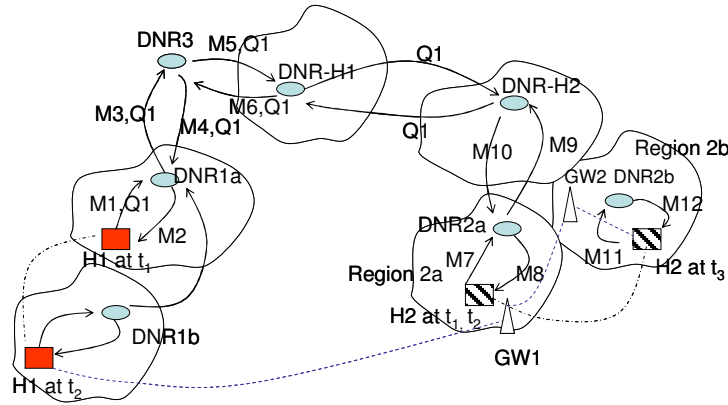 DNR3
M5,Q1
Q1
DNR-H1
DNR-H2
M6,Q1
M3,Q1
M4,Q1
Q1
M10
M9
Region 2b
DNR1a
GW2
DNR2b
M1,Q1
M12
M2
DNR2a
M11
H1 at t1
M7
Region 2a
M8
H2 at t3
H2 at t1, t2
DNR1b
GW1
H1 at t2